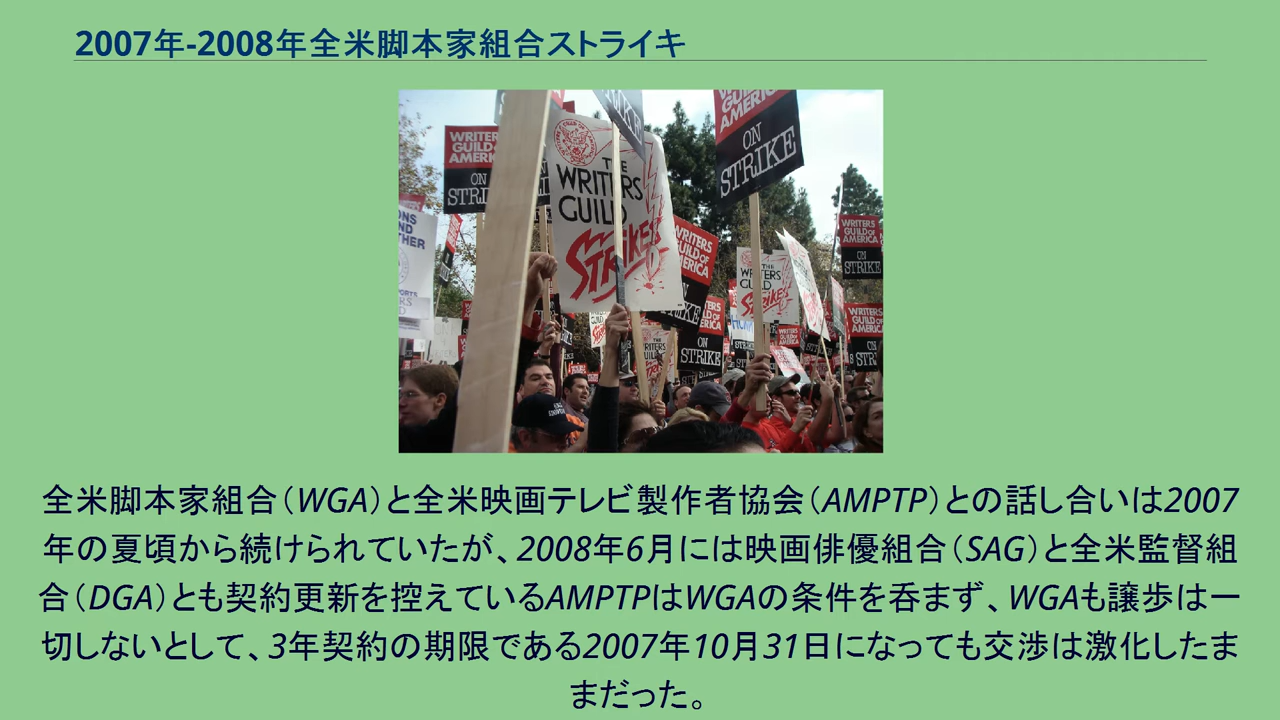 2007年-2008年全米脚本家組合ストライキ
WRITERS
GUILD OF
AMERICA
ON
STRIKE
THE
WRITERS
GUILD
STRIKES
WRITERS
GUILD OF
AMERICA
ON
STRIKE
WRITERS
GUILD OF
AMERICA
THE
WRITERS
GUILD
WRITERS
GUILD OF
AMERICA
ON
STRIKE
ON
STRIKE
WRITERS
GUILD OF
AMERICA
ON
全米脚本家組合（WGA）と全米映画テレビ製作者協会（AMPTP）との話し合いは2007
年の夏頃から続けられていたが、2008年6月には映画俳優組合（SAG）と全米監督組
合（DGA）とも契約更新を控えているAMPTPはWGAの条件を呑まず、WGAも譲歩は一
切しないとして、3年契約の期限である2007年10月31日になっても交渉は激化したま
まだった。